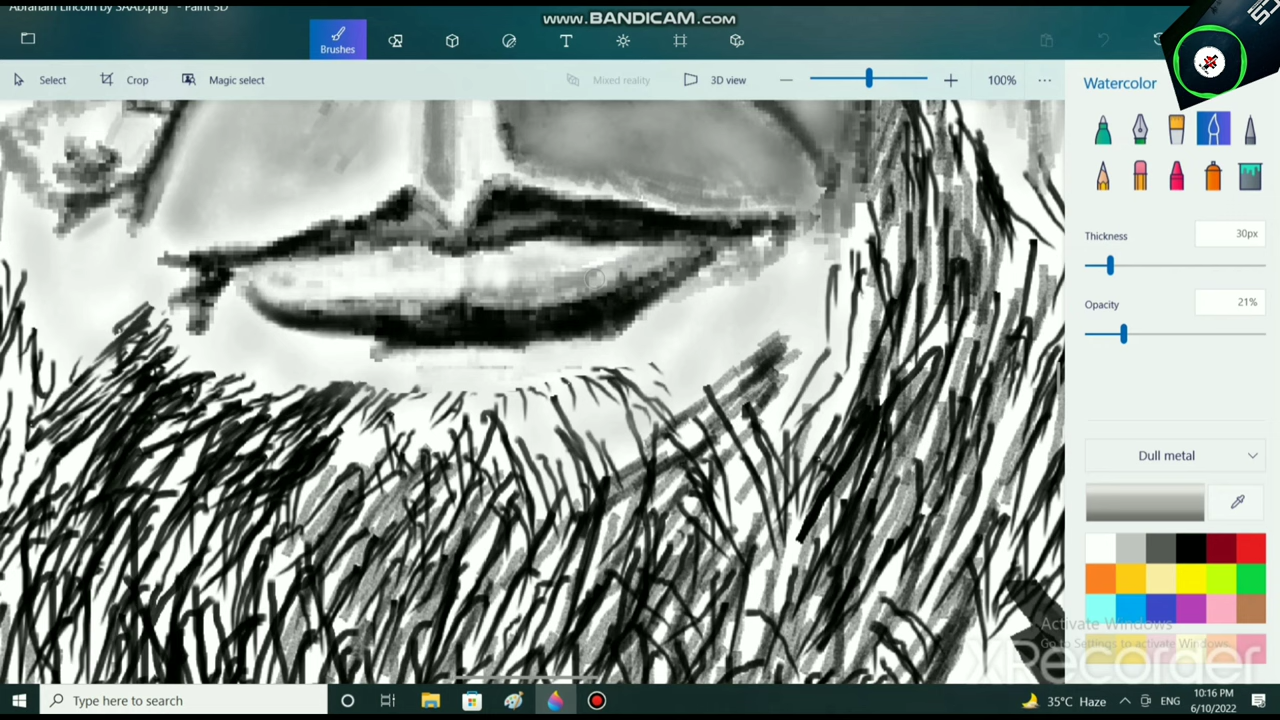 Abraham Lincoln by SAAD.png - Paint 3D
www.BANDICAM.com
Brushes
Select
Crop
Magic select
Mixed reality
3D view
100%
Watercolor
Thickness
30px
Opacity
21%
Dull metal
Activate Windows
Go to Settings to activate Windows.
XRecorder
Type here to search
35°C Haze
ENG
10:16 PM
6/10/2022